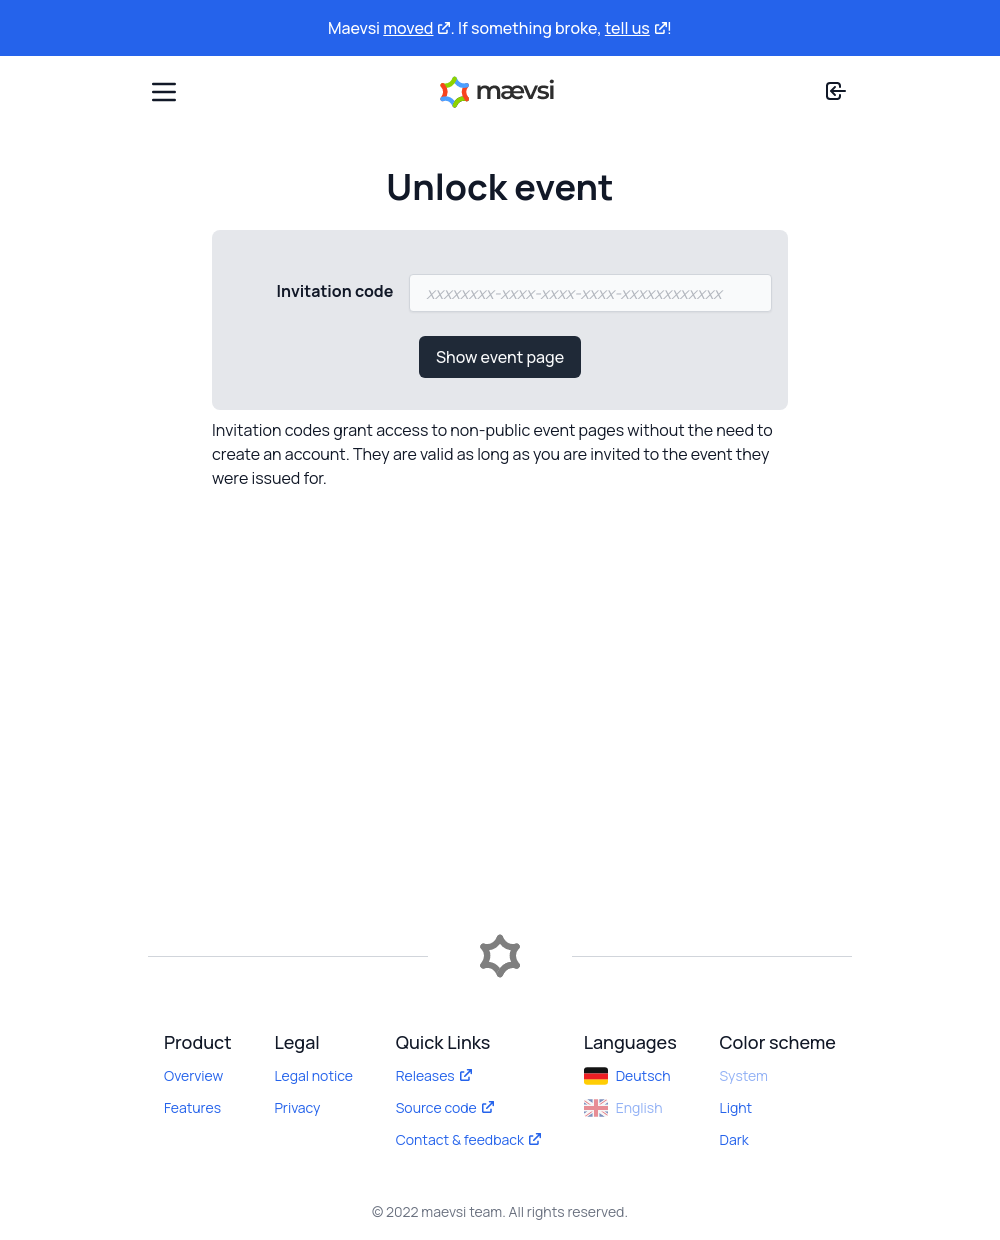 Maevsi moved. If something broke, tell us!
mævsi
Unlock event
Invitation code
xxxxxxxx-xxxx-xxxx-xxxx-xxxxxxxxxxxx
Show event page
Invitation codes grant access to non-public event pages without the need to
create an account. They are valid as long as you are invited to the event they
were issued for.
Product
Overview
Features
Legal
Legal notice
Privacy
Quick Links
Releases
Source code
Contact & feedback
Languages
Deutsch
English
Color scheme
System
Light
Dark
© 2022 maevsi team. All rights reserved.